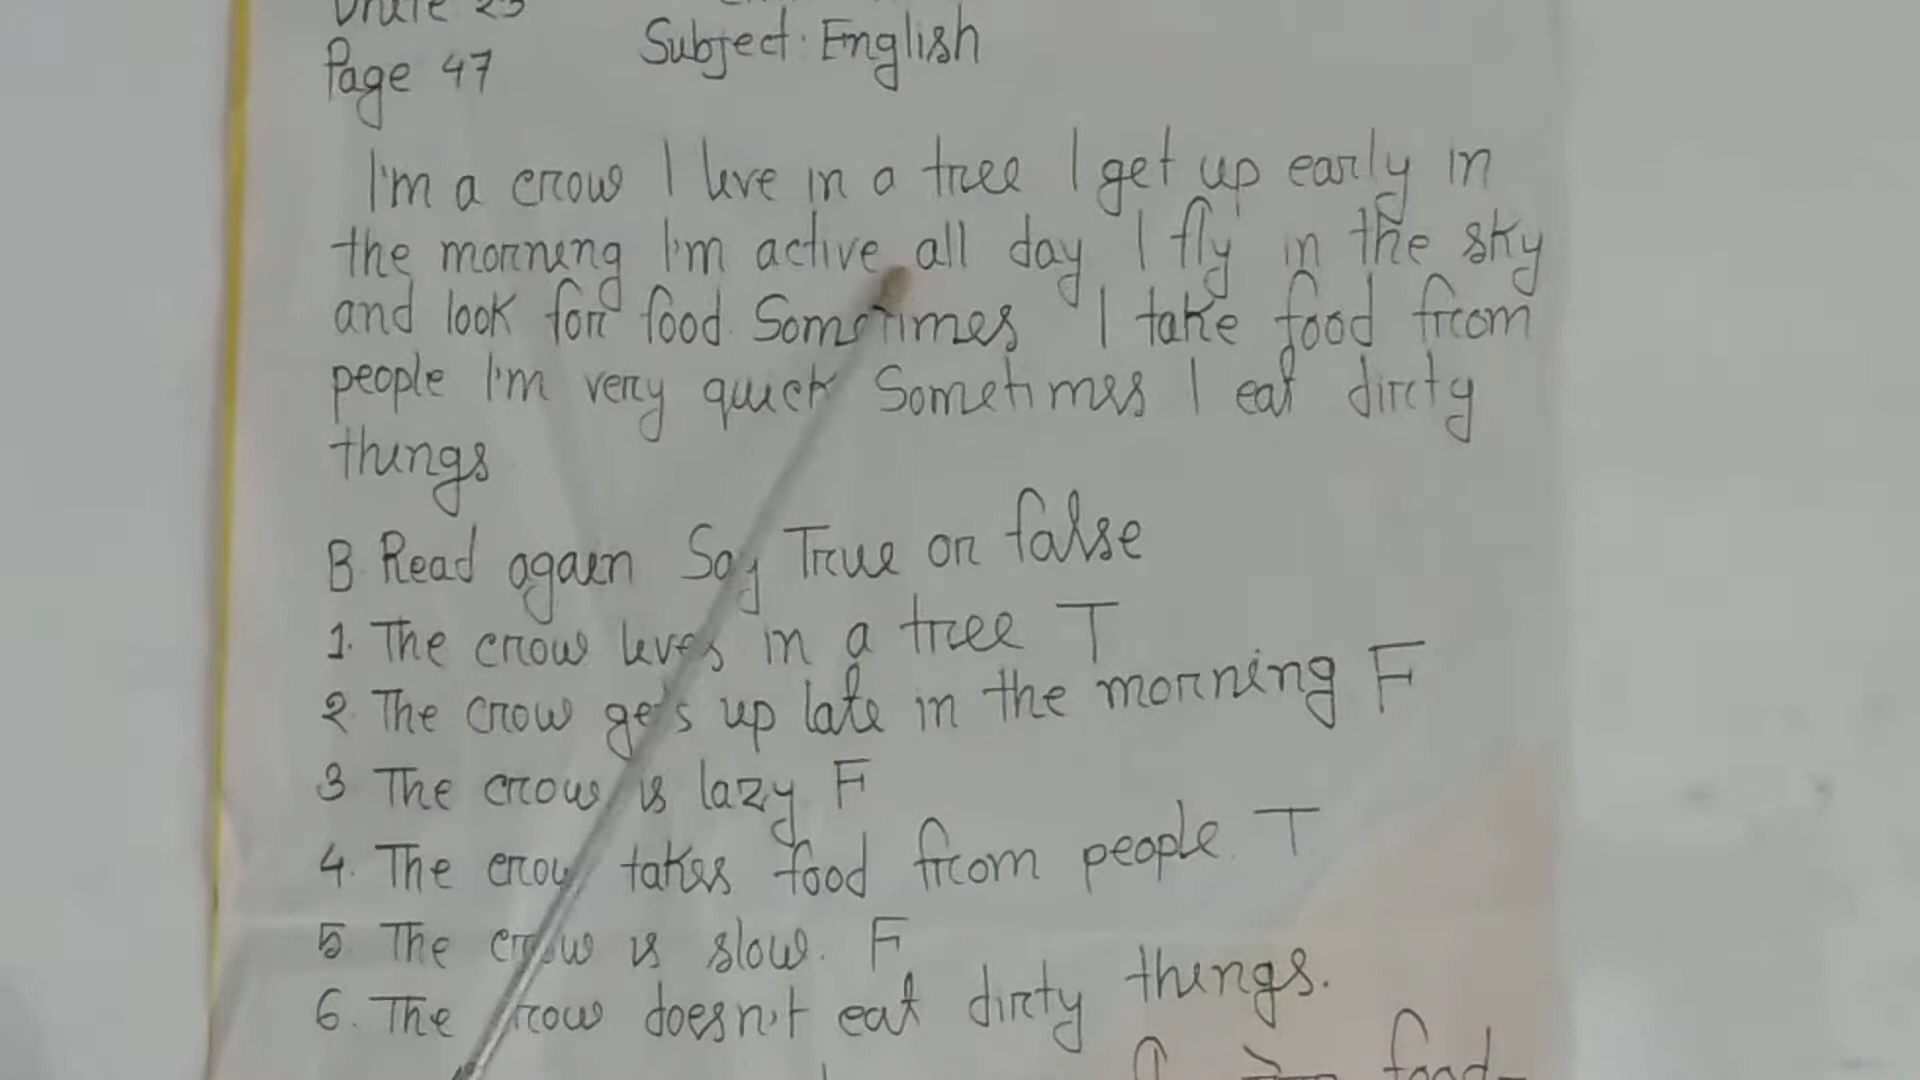 Page 47
Subject: English
I'm a crow I live in a tree I get up early in
the morning I'm active all day I fly in the sky
and look for food Sometimes I take food from
people I'm very quick Sometimes I eat dirty
things
B Read again Say True or false
1. The crow lives in a tree T
2 The crow gets up late in the morning F
3 The crow is lazy F
4. The crow takes food from people. T
5. The crow is slow. F
6. The crow doesn't eat dirty things.
food